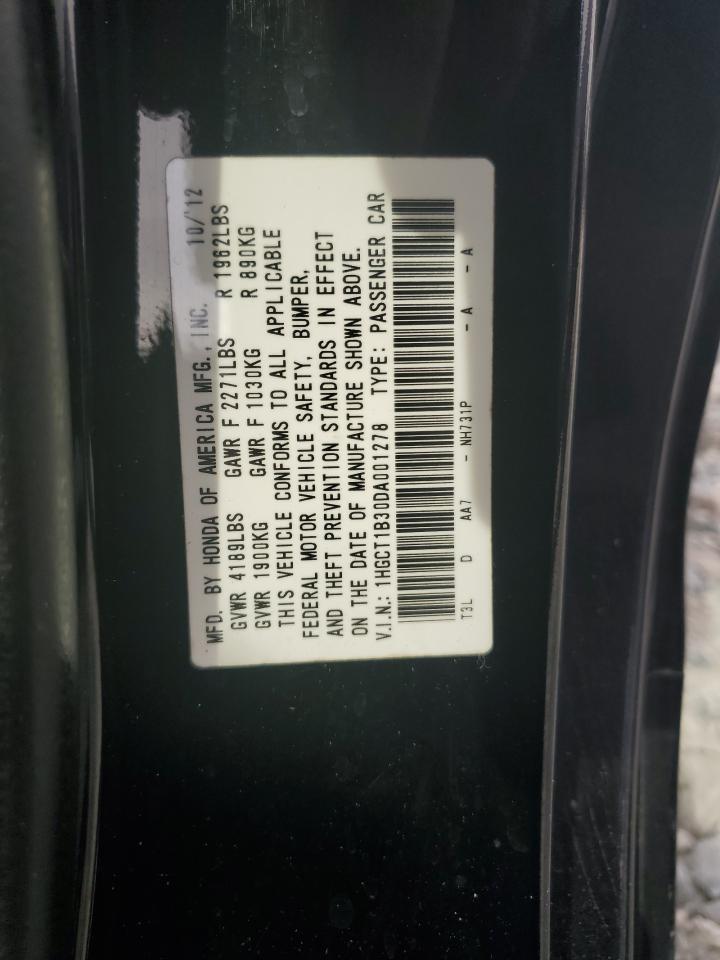 MFD. BY HONDA OF AMERICA MFG., INC. 10/'12
GVWR 4189LBS GAWR F 2271LBS R 1962LBS
GVWR 1900KG GAWR F 1030KG R 890KG
THIS VEHICLE CONFORMS TO ALL APPLICABLE
FEDERAL MOTOR VEHICLE SAFETY, BUMPER,
AND THEFT PREVENTION STANDARDS IN EFFECT
ON THE DATE OF MANUFACTURE SHOWN ABOVE.
V.I.N.: 1HGCT1B30DA001278 TYPE: PASSENGER CAR
T3L D AA7 - NH731P - A - A